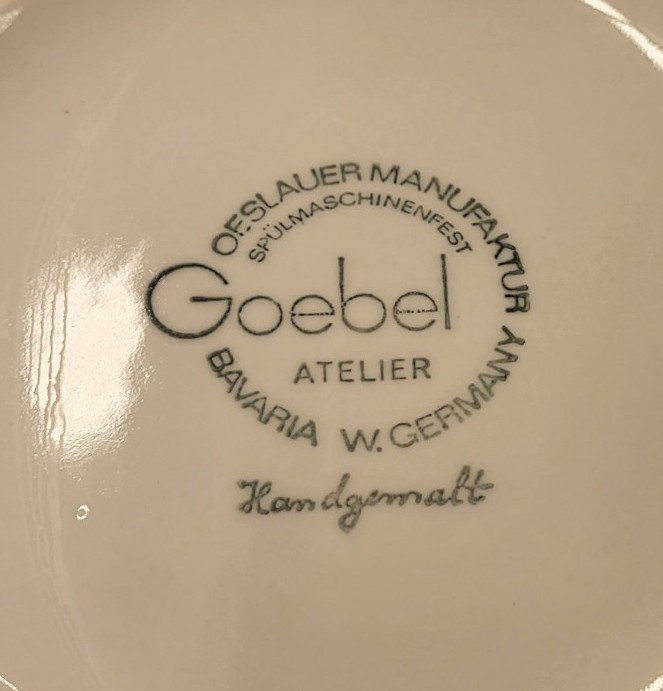 OESLAUER MANUFAKTUR
SPÜLMASCHINENFEST
Goebel
ATELIER
BAVARIA W. GERMANY
Handgemalt